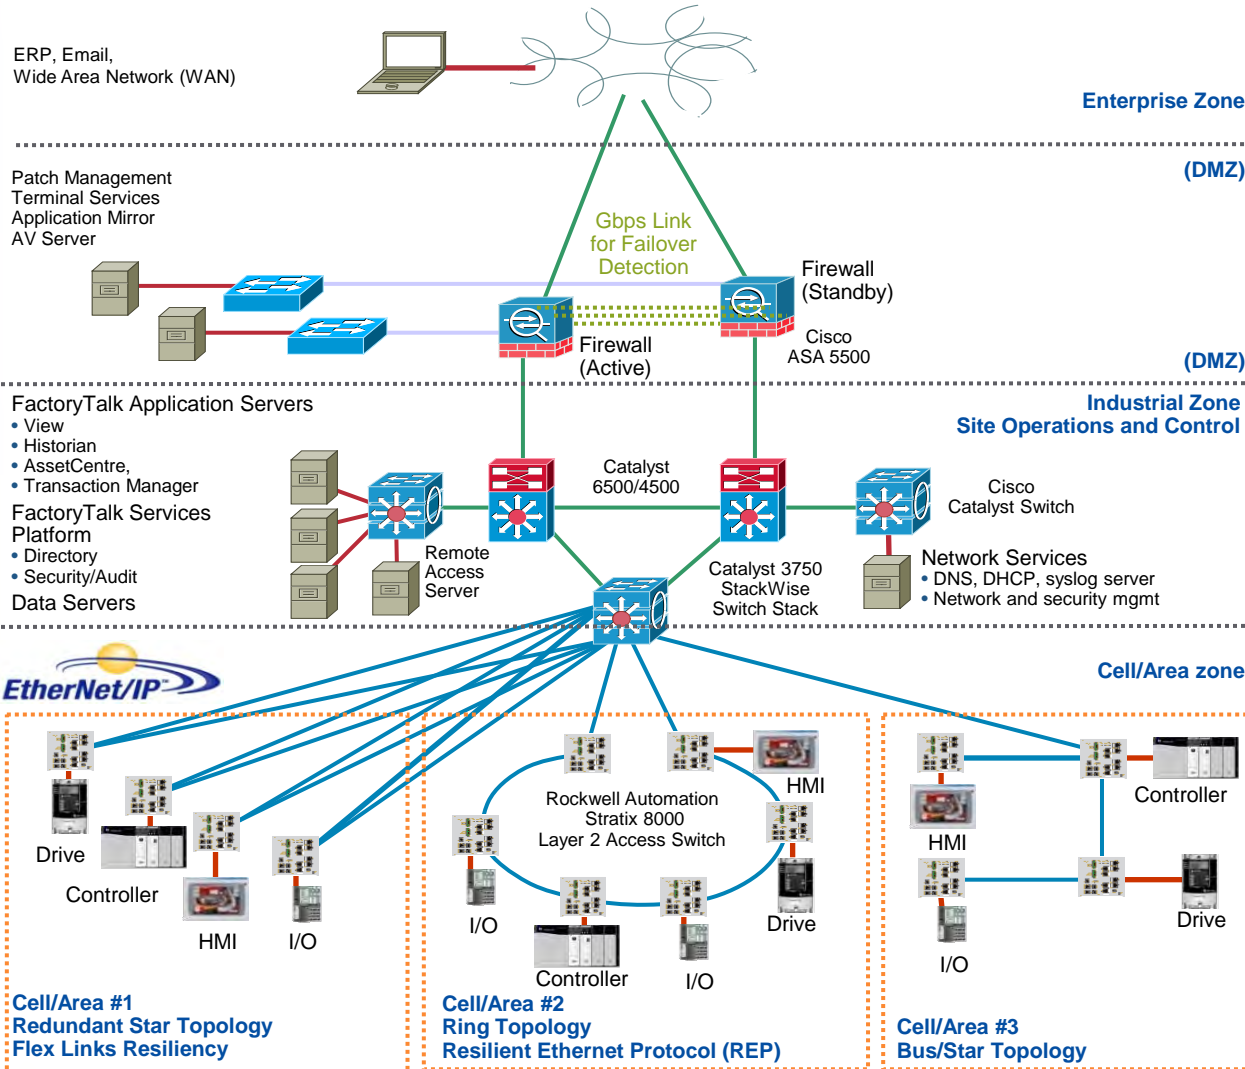 ERP, Email,
Wide Area Network (WAN)
Enterprise Zone
(DMZ)
Patch Management
Terminal Services
Application Mirror
AV Server
Gbps Link
for Failover
Detection
Firewall
(Standby)
Firewall
(Active)
Cisco
ASA 5500
(DMZ)
FactoryTalk Application Servers
• View
• Historian
• AssetCentre,
• Transaction Manager
FactoryTalk Services
Platform
• Directory
• Security/Audit
Data Servers
Industrial Zone
Site Operations and Control
Catalyst
6500/4500
Cisco
Catalyst Switch
Remote
Access
Server
Catalyst 3750
StackWise
Switch Stack
Network Services
• DNS, DHCP, syslog server
• Network and security mgmt
EtherNet/IP™
Cell/Area zone
Drive
Controller
HMI
I/O
Cell/Area #1
Redundant Star Topology
Flex Links Resiliency
HMI
Rockwell Automation
Stratix 8000
Layer 2 Access Switch
I/O
Drive
Controller
I/O
Cell/Area #2
Ring Topology
Resilient Ethernet Protocol (REP)
Controller
HMI
Drive
I/O
Cell/Area #3
Bus/Star Topology